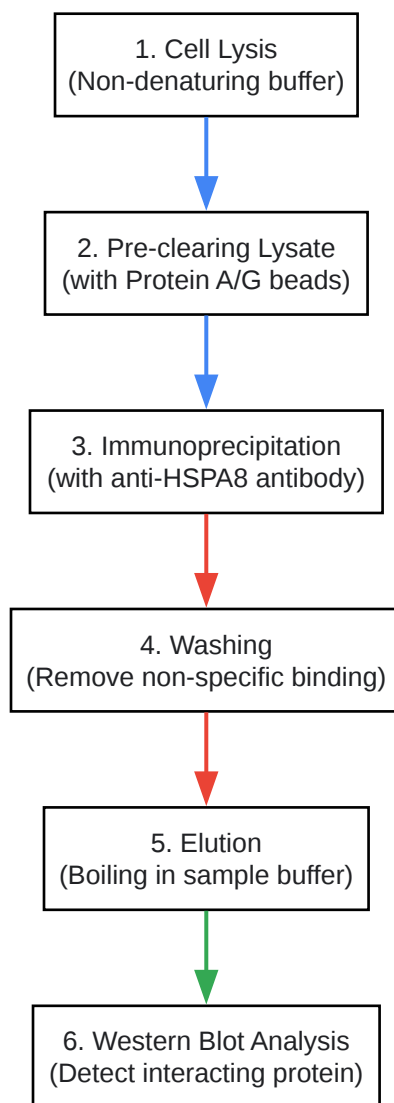 1. Cell Lysis
(Non-denaturing buffer)
2. Pre-clearing Lysate
(with Protein A/G beads)
3. Immunoprecipitation
(with anti-HSPA8 antibody)
4. Washing
(Remove non-specific binding)
5. Elution
(Boiling in sample buffer)
6. Western Blot Analysis
(Detect interacting protein)